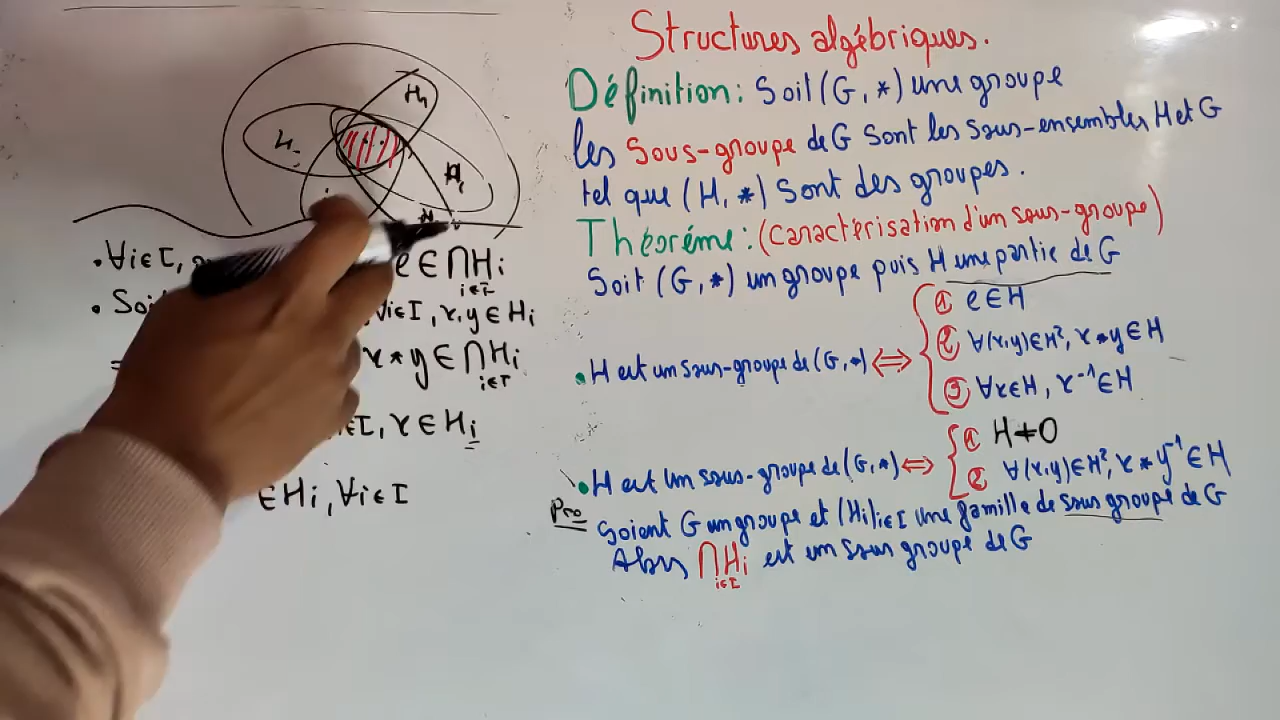 Structures algébriques.
Définition: Soit (G, *) une groupe
les Sous-groupe de G Sont les sous-ensembles H et G
tel que (H, *) Sont des groupes.
Théoréme: (Caractérisation d'un sous-groupe)
Soit (G, *) un groupe puis H une partie de G
• H est un sous-groupe de (G, *) ⟺
① e ∈ H
② ∀(x,y)∈H², x * y ∈ H
③ ∀x∈H, x⁻¹∈H
• H est un sous-groupe de (G, *) ⟺
① H≠O
② ∀(x,y)∈H², x * y⁻¹ ∈ H
Pro
Soient G un groupe et (Hi)i∈I une famille de sous groupe de G
Alors ⋂Hi i∈I est un sous groupe de G
H₁
H
Hi
H
• ∀i∈I, e ∈ ⋂Hi i∈I
• Soi ∀i∈I, x,y ∈ Hi
= x * y ∈ ⋂Hi i∈I
∈I, x ∈ Hi
∈ Hi, ∀i∈I